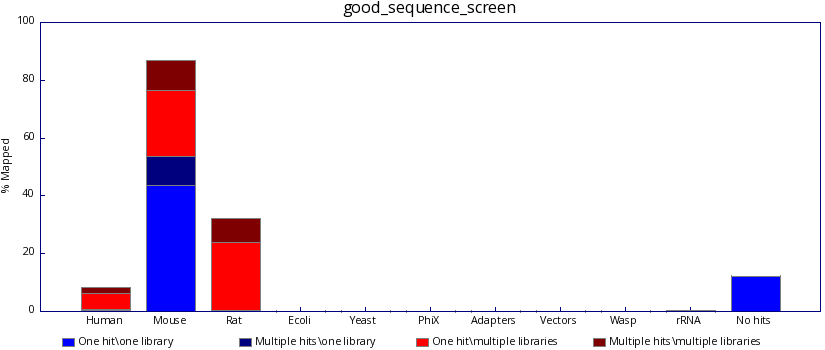 good_sequence_screen
% Mapped
100
80
60
40
20
0
Human Mouse Rat Ecoli Yeast PhiX Adapters Vectors Wasp rRNA No hits
One hit\one library Multiple hits\one library One hit\multiple libraries Multiple hits\multiple libraries